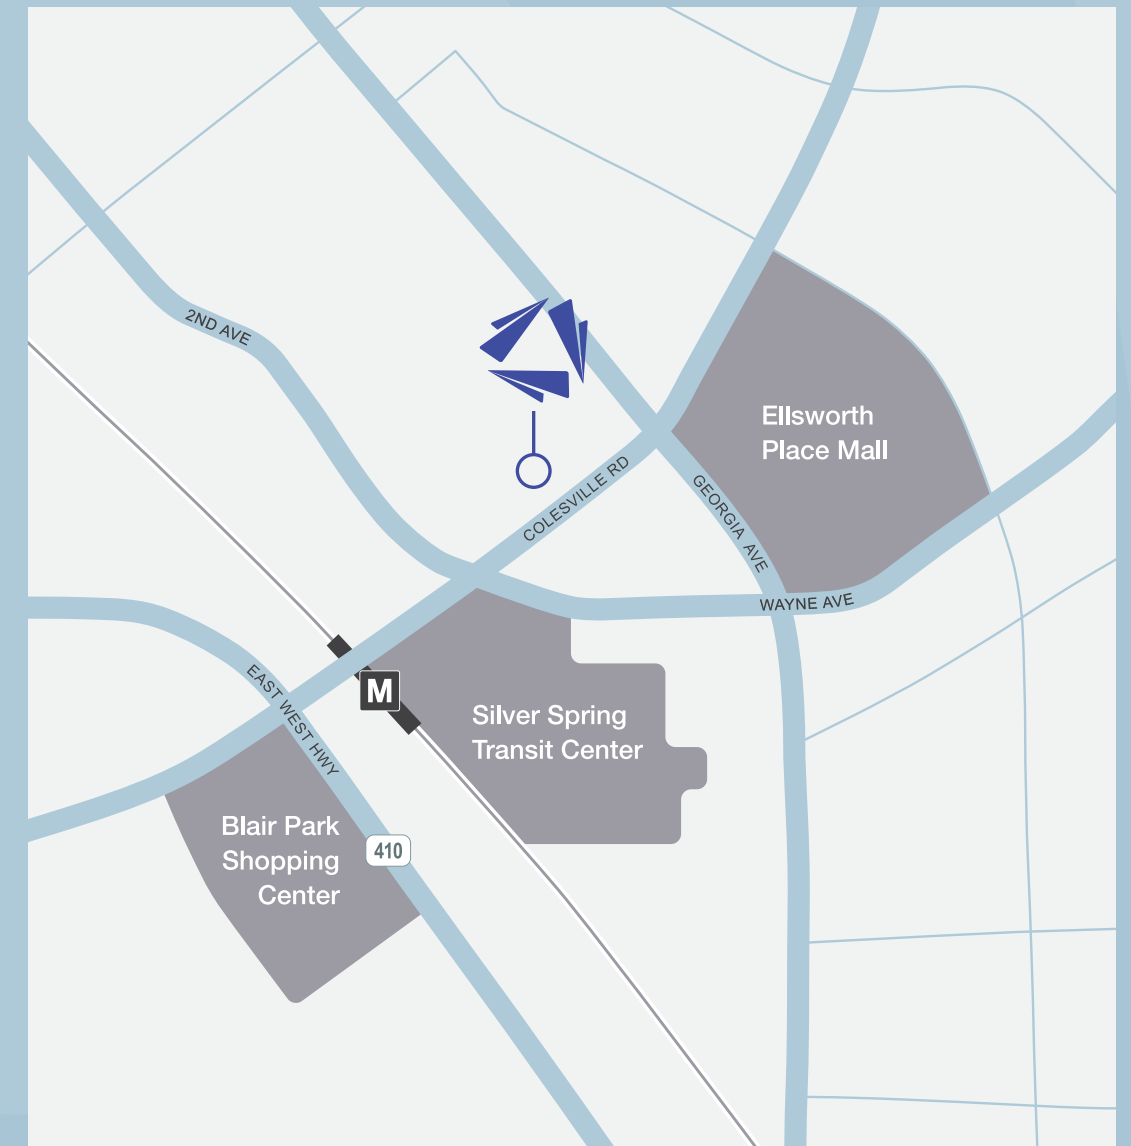 2ND AVE
Ellsworth
Place Mall
COLESVILLE RD
GEORGIA AVE
WAYNE AVE
EAST WEST HWY
M
Silver Spring
Transit Center
Blair Park
Shopping
Center
410